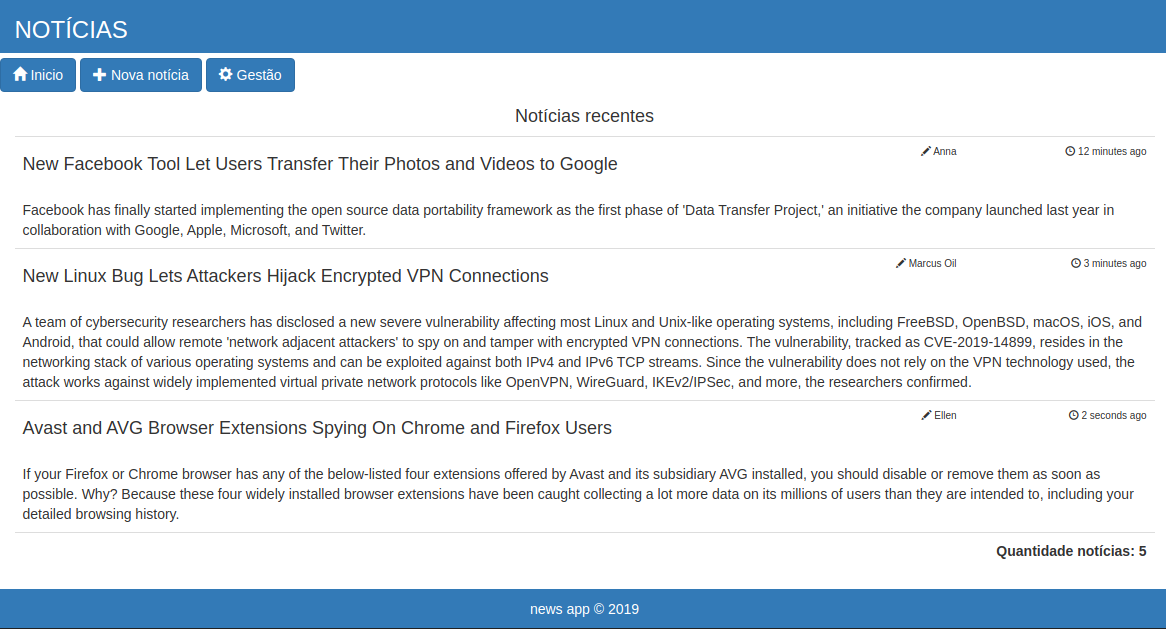 NOTÍCIAS
Inicio Nova notícia Gestão
Notícias recentes
New Facebook Tool Let Users Transfer Their Photos and Videos to Google Anna 12 minutes ago
Facebook has finally started implementing the open source data portability framework as the first phase of 'Data Transfer Project,' an initiative the company launched last year in
collaboration with Google, Apple, Microsoft, and Twitter.
New Linux Bug Lets Attackers Hijack Encrypted VPN Connections Marcus Oil 3 minutes ago
A team of cybersecurity researchers has disclosed a new severe vulnerability affecting most Linux and Unix-like operating systems, including FreeBSD, OpenBSD, macOS, iOS, and
Android, that could allow remote 'network adjacent attackers' to spy on and tamper with encrypted VPN connections. The vulnerability, tracked as CVE-2019-14899, resides in the
networking stack of various operating systems and can be exploited against both IPv4 and IPv6 TCP streams. Since the vulnerability does not rely on the VPN technology used, the
attack works against widely implemented virtual private network protocols like OpenVPN, WireGuard, IKEv2/IPSec, and more, the researchers confirmed.
Avast and AVG Browser Extensions Spying On Chrome and Firefox Users Ellen 2 seconds ago
If your Firefox or Chrome browser has any of the below-listed four extensions offered by Avast and its subsidiary AVG installed, you should disable or remove them as soon as
possible. Why? Because these four widely installed browser extensions have been caught collecting a lot more data on its millions of users than they are intended to, including your
detailed browsing history.
Quantidade notícias: 5
news app © 2019